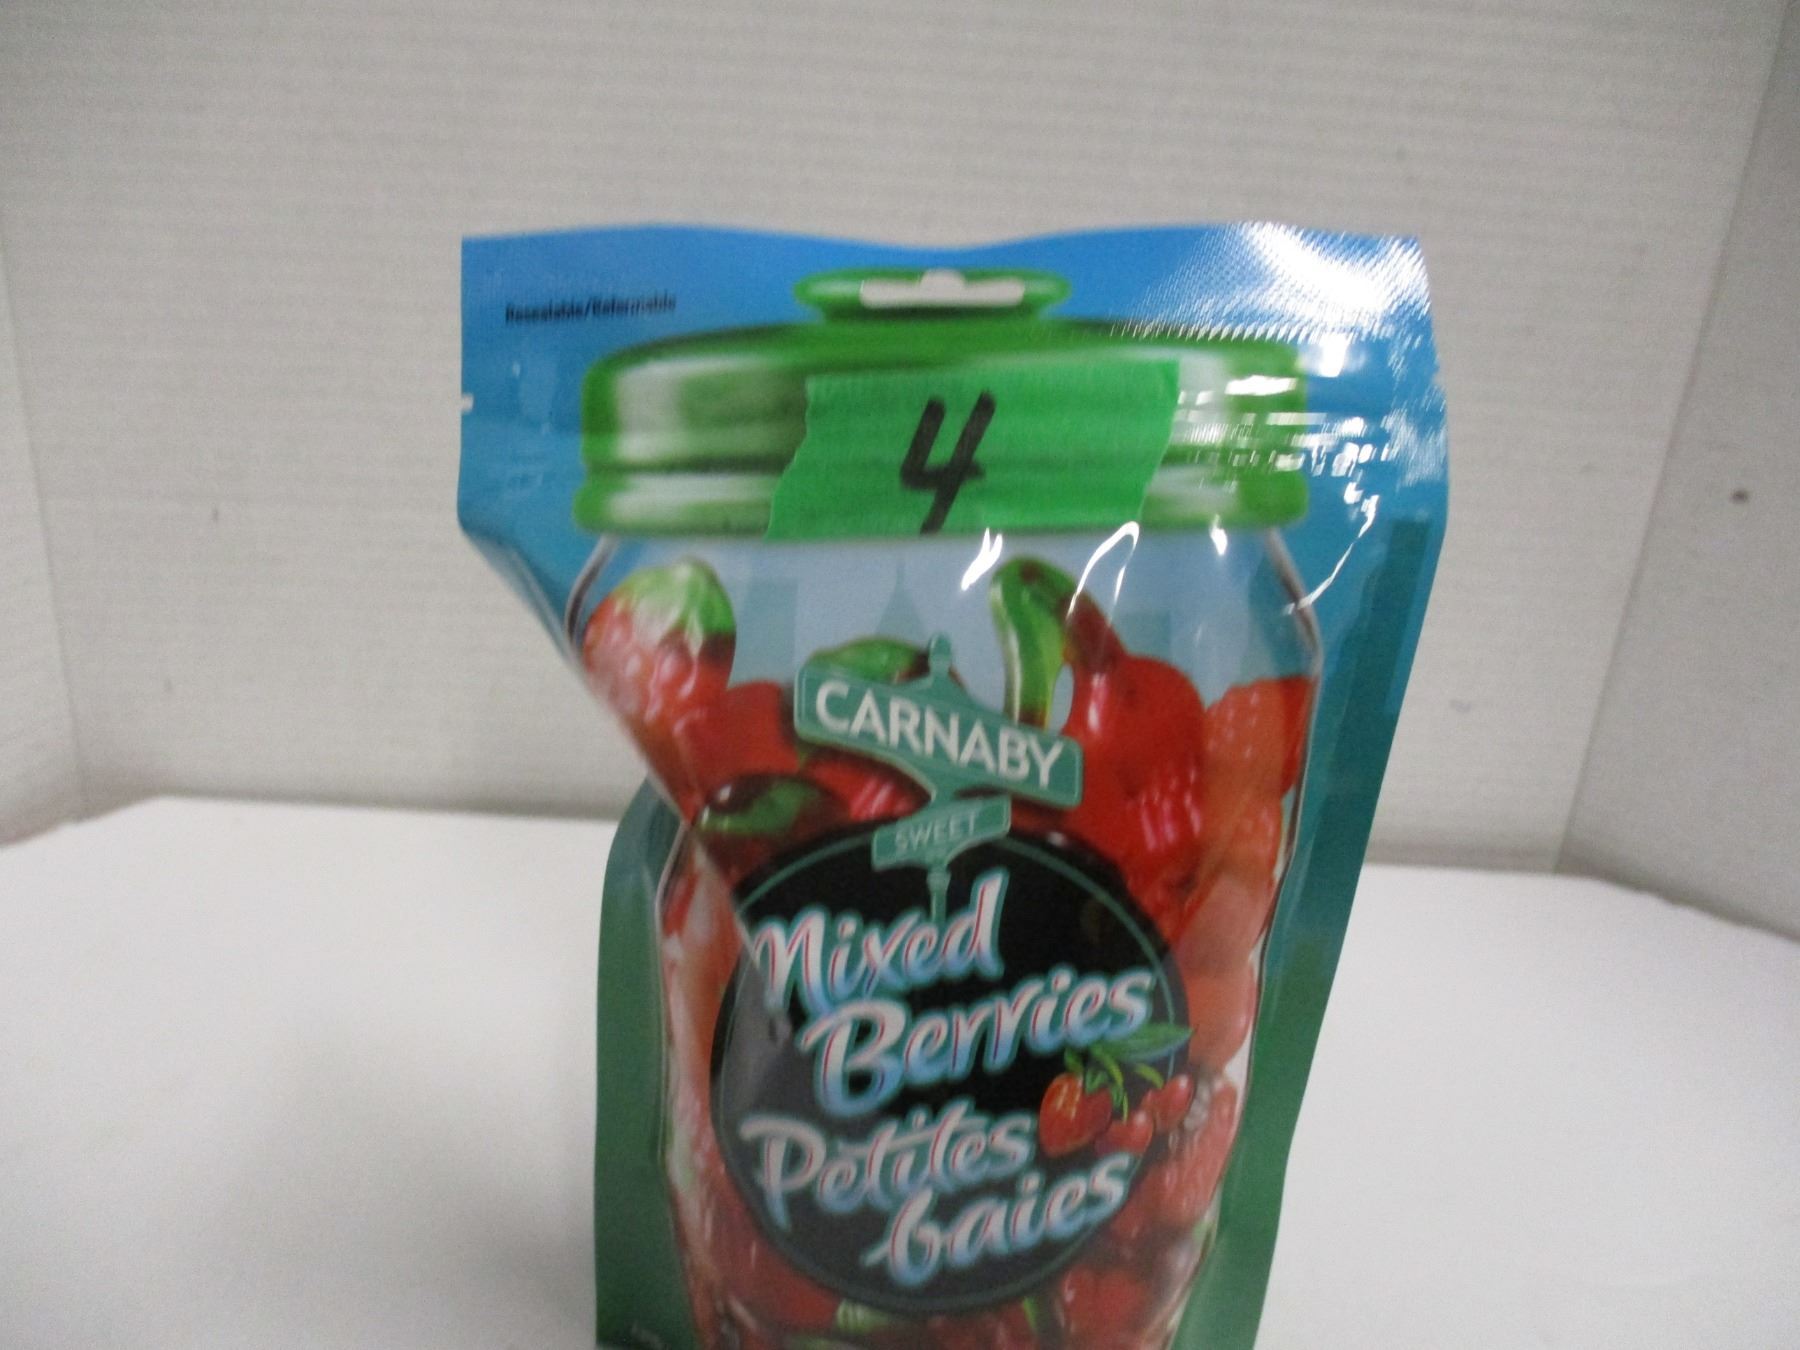 Resealable/Refermable
4
CARNABY
SWEET
Mixed
Berries
Petites
baies